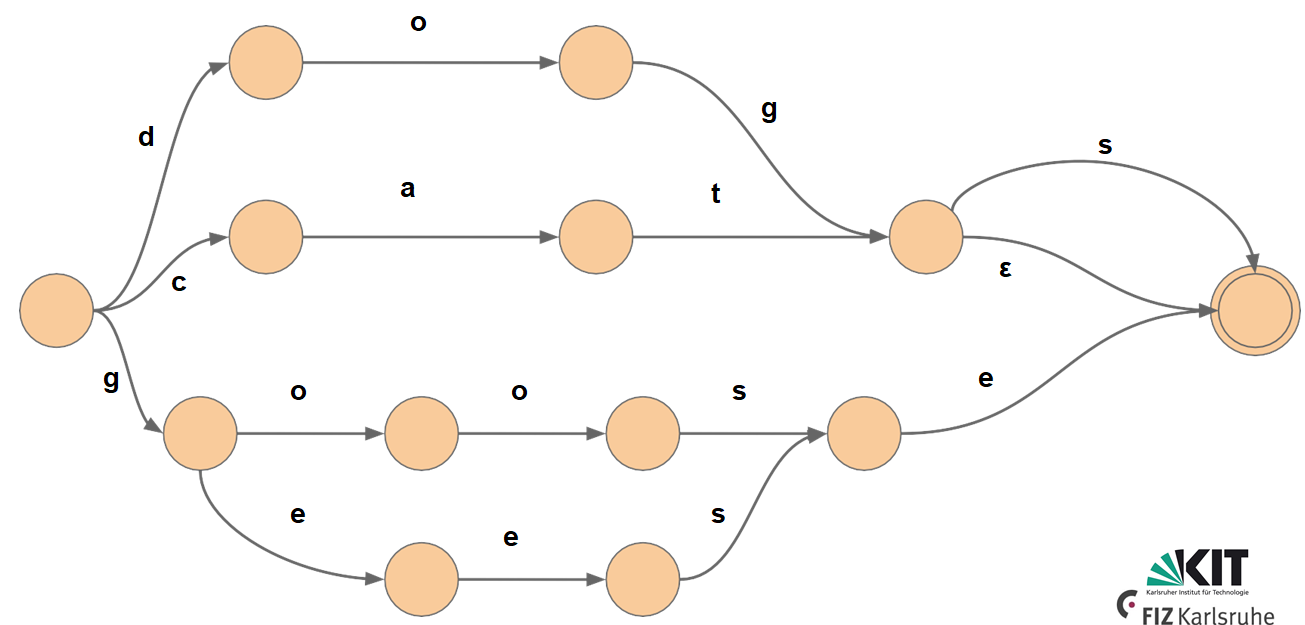 o
d
g
s
a
t
c
ε
g
o
o
s
e
e
e
s
KIT
Karlsruher Institut für Technologie
FIZ Karlsruhe